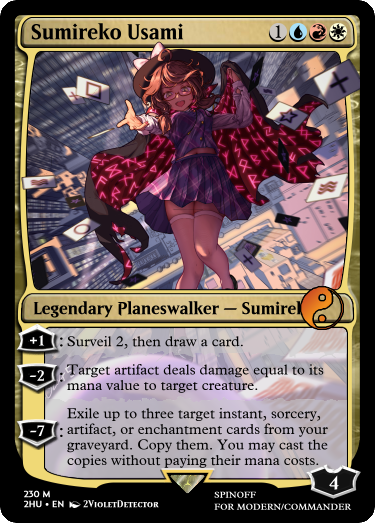 Sumireko Usami 1
Legendary Planeswalker — Sumirek
+1 : Surveil 2, then draw a card.
-2 : Target artifact deals damage equal to its
mana value to target creature.
Exile up to three target instant, sorcery,
-7 : artifact, or enchantment cards from your
graveyard. Copy them. You may cast the
copies without paying their mana costs.
4
230 M
2HU • EN 2VioletDetector
SPINOFF
FOR MODERN/COMMANDER